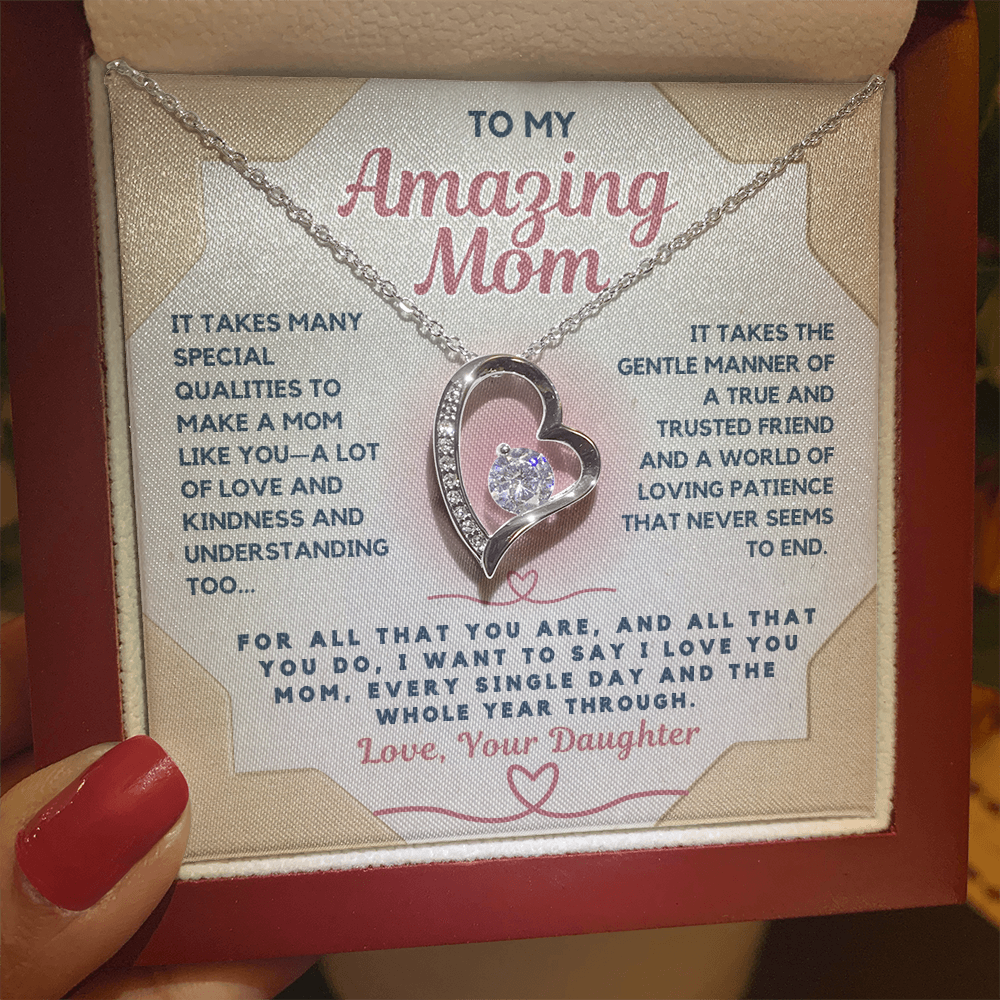 TO MY
Amazing
Mom
IT TAKES MANY
SPECIAL
QUALITIES TO
MAKE A MOM
LIKE YOU—A LOT
OF LOVE AND
KINDNESS AND
UNDERSTANDING
TOO...
IT TAKES THE
GENTLE MANNER OF
A TRUE AND
TRUSTED FRIEND
AND A WORLD OF
LOVING PATIENCE
THAT NEVER SEEMS
TO END.
FOR ALL THAT YOU ARE, AND ALL THAT
YOU DO, I WANT TO SAY I LOVE YOU
MOM, EVERY SINGLE DAY AND THE
WHOLE YEAR THROUGH.
Love, Your Daughter